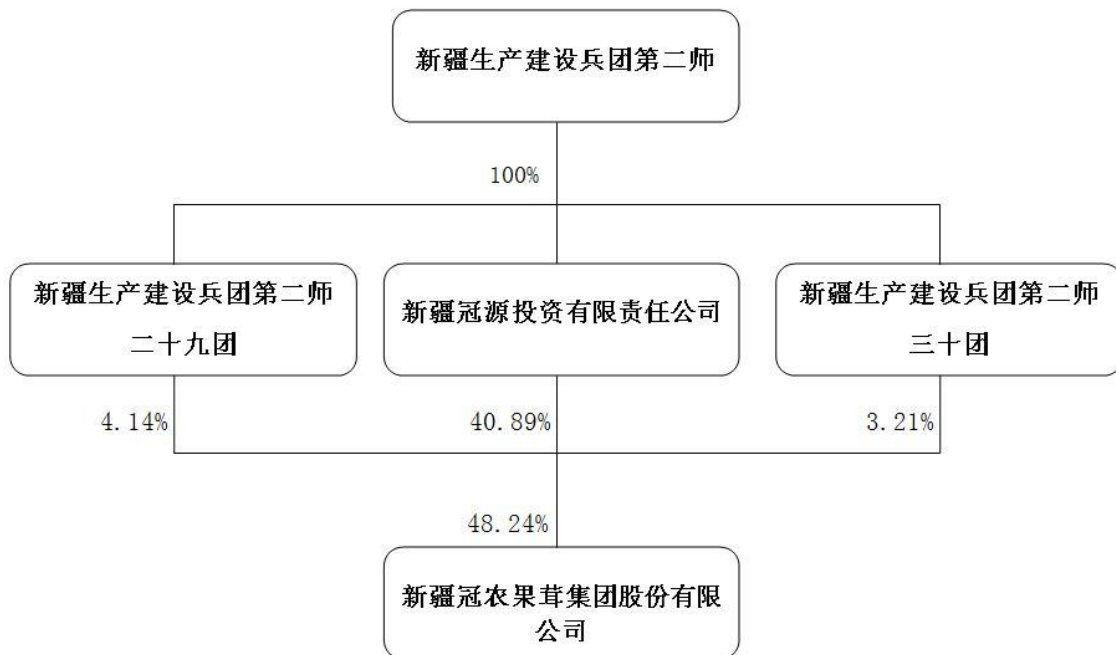 新疆生产建设兵团第二师
100%
新疆生产建设兵团第二师
二十九团
新疆冠源投资有限责任公司
新疆生产建设兵团第二师
三十团
4.14%
40.89%
3.21%
48.24%
新疆冠农果茸集团股份有限
公司